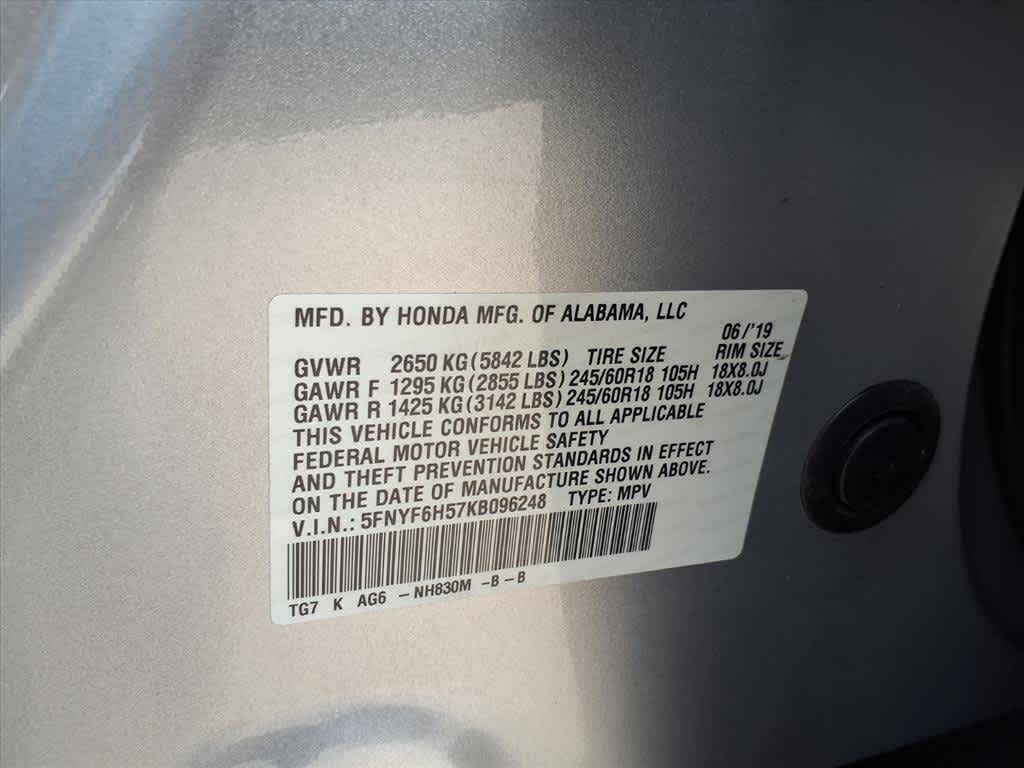 MFD. BY HONDA MFG. OF ALABAMA, LLC
06/'19
GVWR 2650 KG (5842 LBS) TIRE SIZE RIM SIZE
GAWR F 1295 KG (2855 LBS) 245/60R18 105H 18X8.0J
GAWR R 1425 KG (3142 LBS) 245/60R18 105H 18X8.0J
THIS VEHICLE CONFORMS TO ALL APPLICABLE
FEDERAL MOTOR VEHICLE SAFETY
AND THEFT PREVENTION STANDARDS IN EFFECT
ON THE DATE OF MANUFACTURE SHOWN ABOVE.
V.I.N.: 5FNYF6H57KB096248 TYPE: MPV
TG7 K AG6 – NH830M –B – B